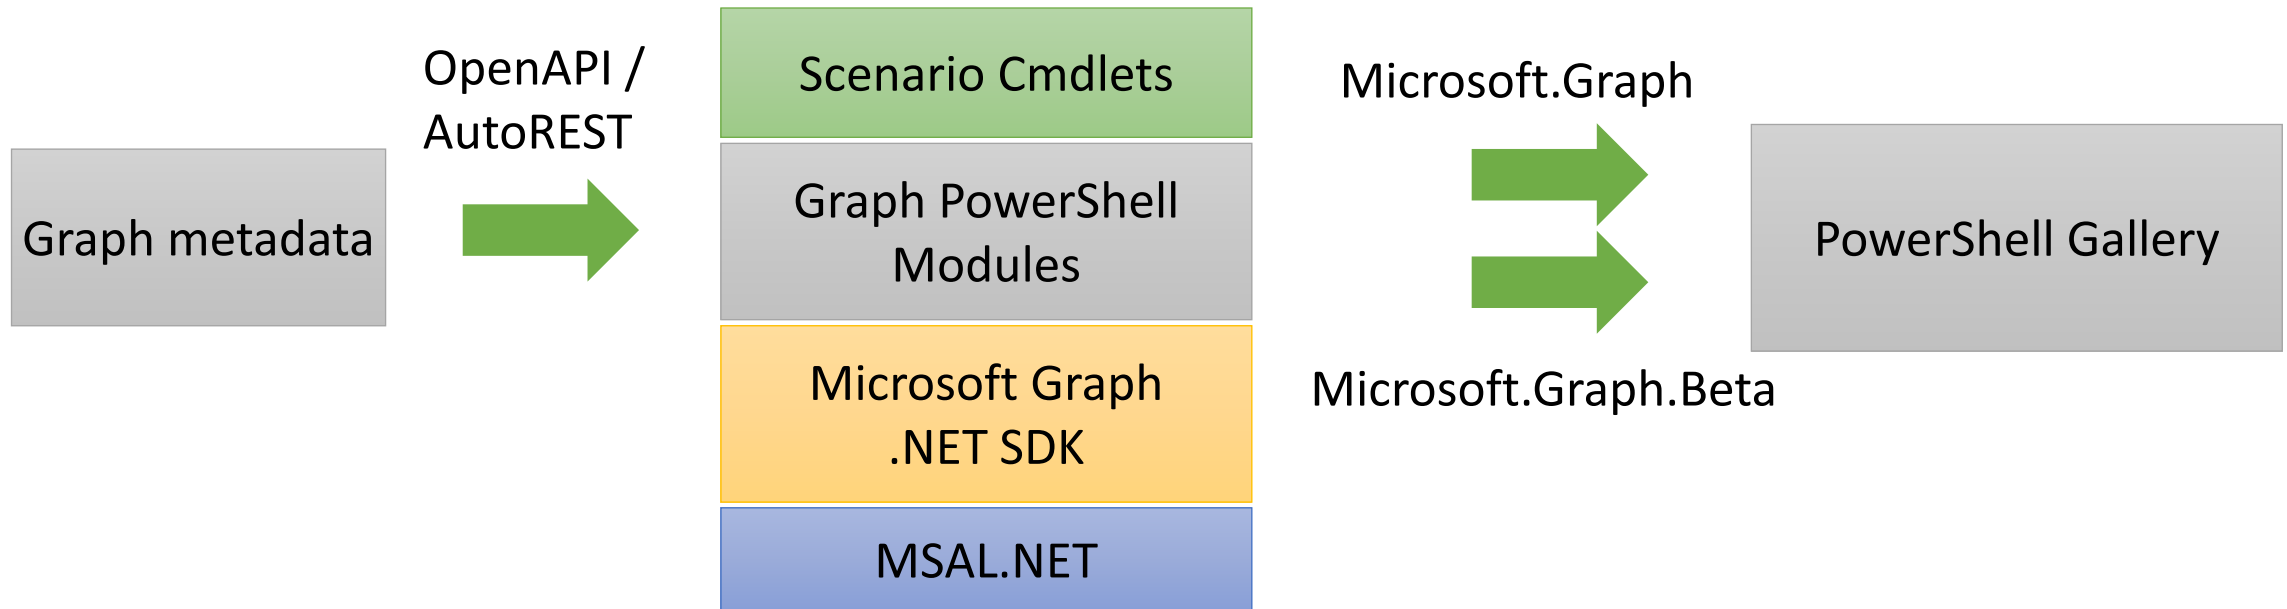 Graph metadata
OpenAPI /
AutoREST
Scenario Cmdlets
Graph PowerShell
Modules
Microsoft Graph
.NET SDK
MSAL.NET
Microsoft.Graph
Microsoft.Graph.Beta
PowerShell Gallery